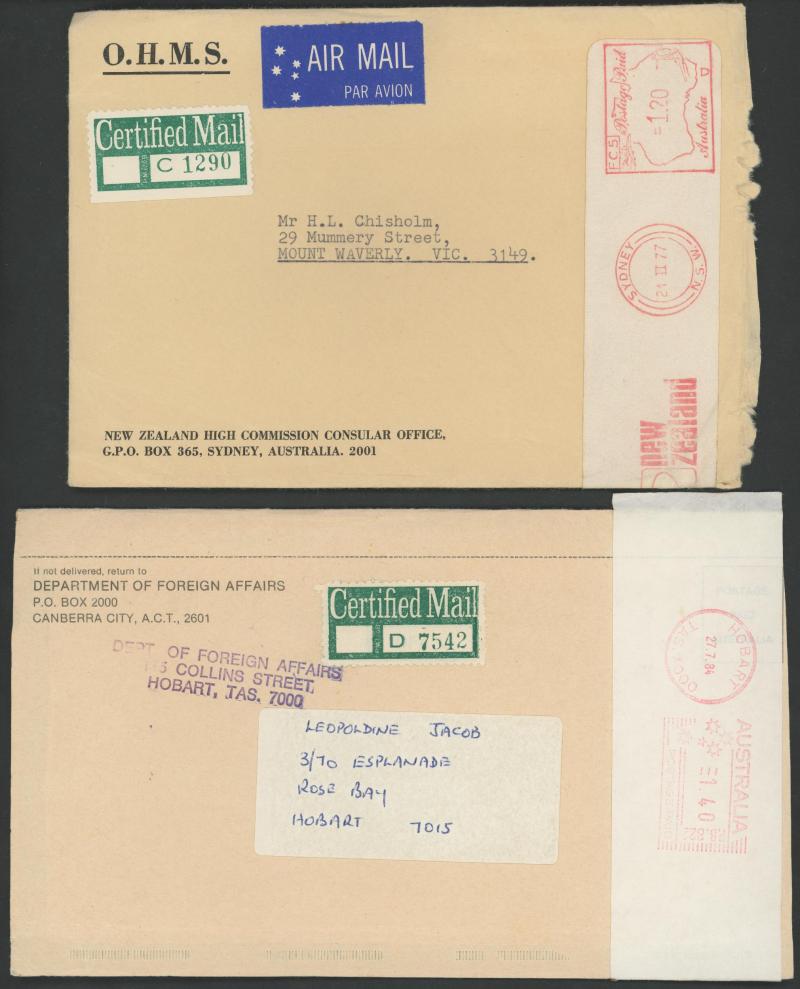 O.H.M.S.
AIR MAIL
PAR AVION
Certified Mail
C 1290
Mr H.L. Chisholm,
29 Mummery Street,
MOUNT WAVERLY. VIC. 3149.
NEW ZEALAND HIGH COMMISSION CONSULAR OFFICE,
G.P.O. BOX 365, SYDNEY, AUSTRALIA. 2001
F.C.5
Postage Paid
=1.20
D
Australia
SYDNEY
21 II 77
N.S.W.
new
zealand
If not delivered, return to
DEPARTMENT OF FOREIGN AFFAIRS
P.O. BOX 2000
CANBERRA CITY, A.C.T., 2601
Certified Mail
D 7542
DEPT. OF FOREIGN AFFAIRS
COLLINS STREET,
HOBART, TAS. 7000
LEOPOLDINE JACOB
3/70 ESPLANADE
ROSE BAY
HOBART 7015
POSTAGE
HOBART
27.7.84
TAS. 7000
AUSTRALIA
=1.40